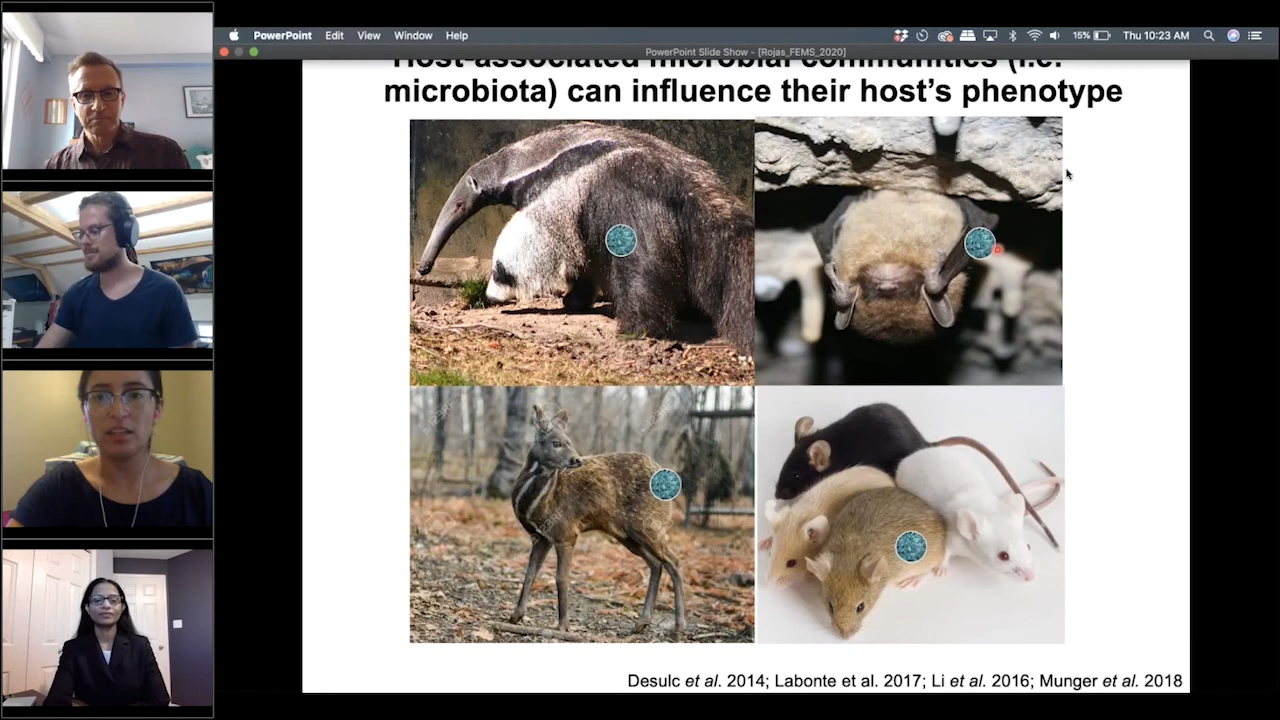 PowerPoint Edit View Window Help
15% Thu 10:23 AM
PowerPoint Slide Show - [Rojas_FEMS_2020]
Host-associated microbial communities (i.e.
microbiota) can influence their host's phenotype
Desulc et al. 2014; Labonte et al. 2017; Li et al. 2016; Munger et al. 2018